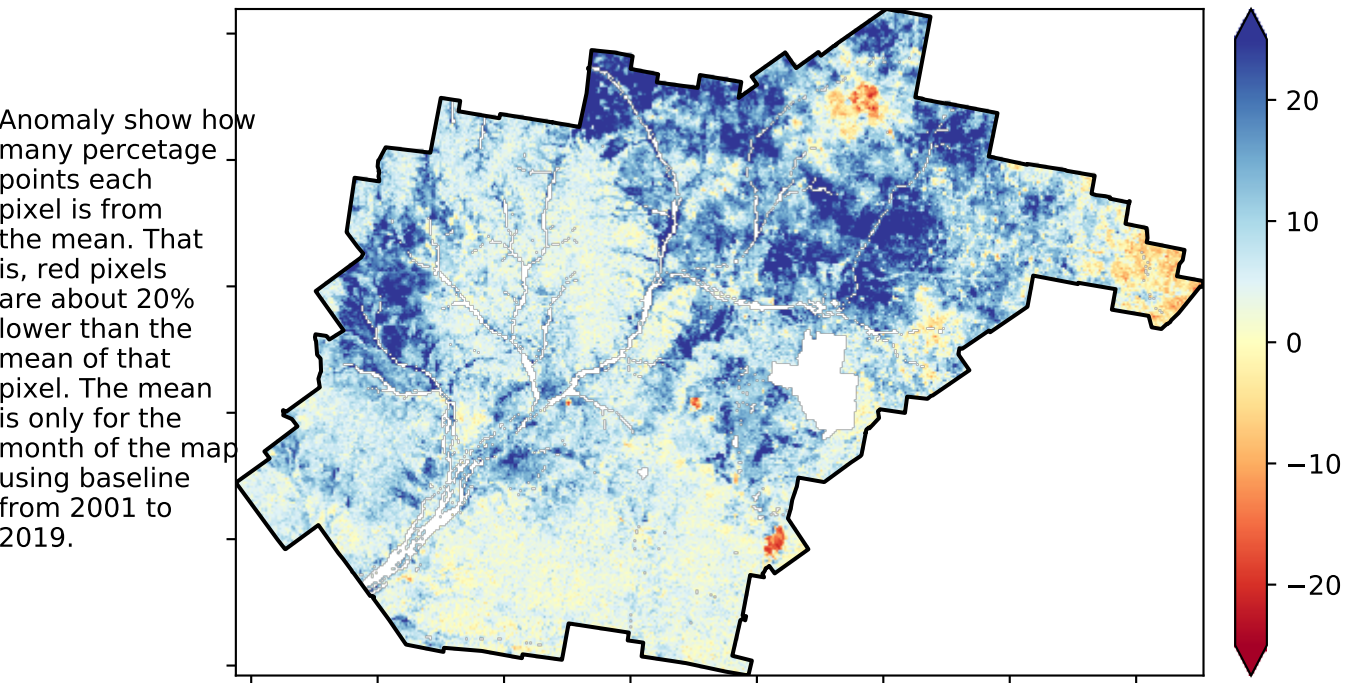 Anomaly show how
many percetage
points each
pixel is from
the mean. That
is, red pixels
are about 20%
lower than the
mean of that
pixel. The mean
is only for the
month of the map
using baseline
from 2001 to
2019.
20
10
0
−10
−20